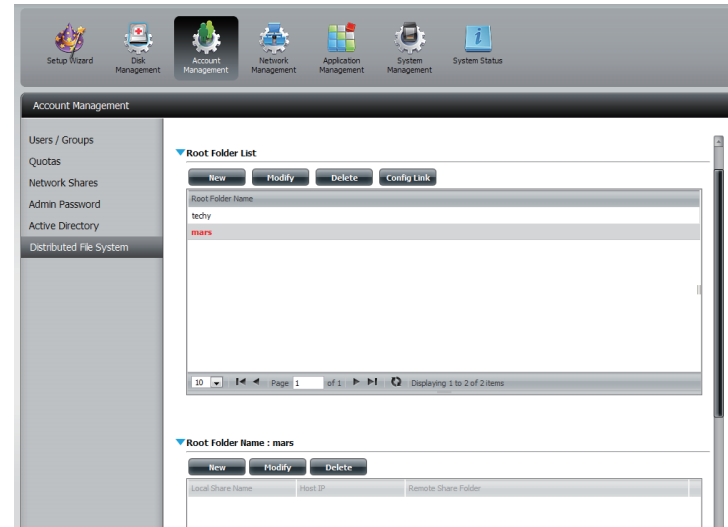 Setup Wizard
Disk Management
Account Management
Network Management
Application Management
System Management
System Status
Account Management
Users / Groups
Quotas
Network Shares
Admin Password
Active Directory
Distributed File System
Root Folder List
New Modify Delete Config Link
Root Folder Name
techy
mars
10 Page 1 of 1 Displaying 1 to 2 of 2 items
Root Folder Name : mars
New Modify Delete
Local Share Name Host IP Remote Share Folder